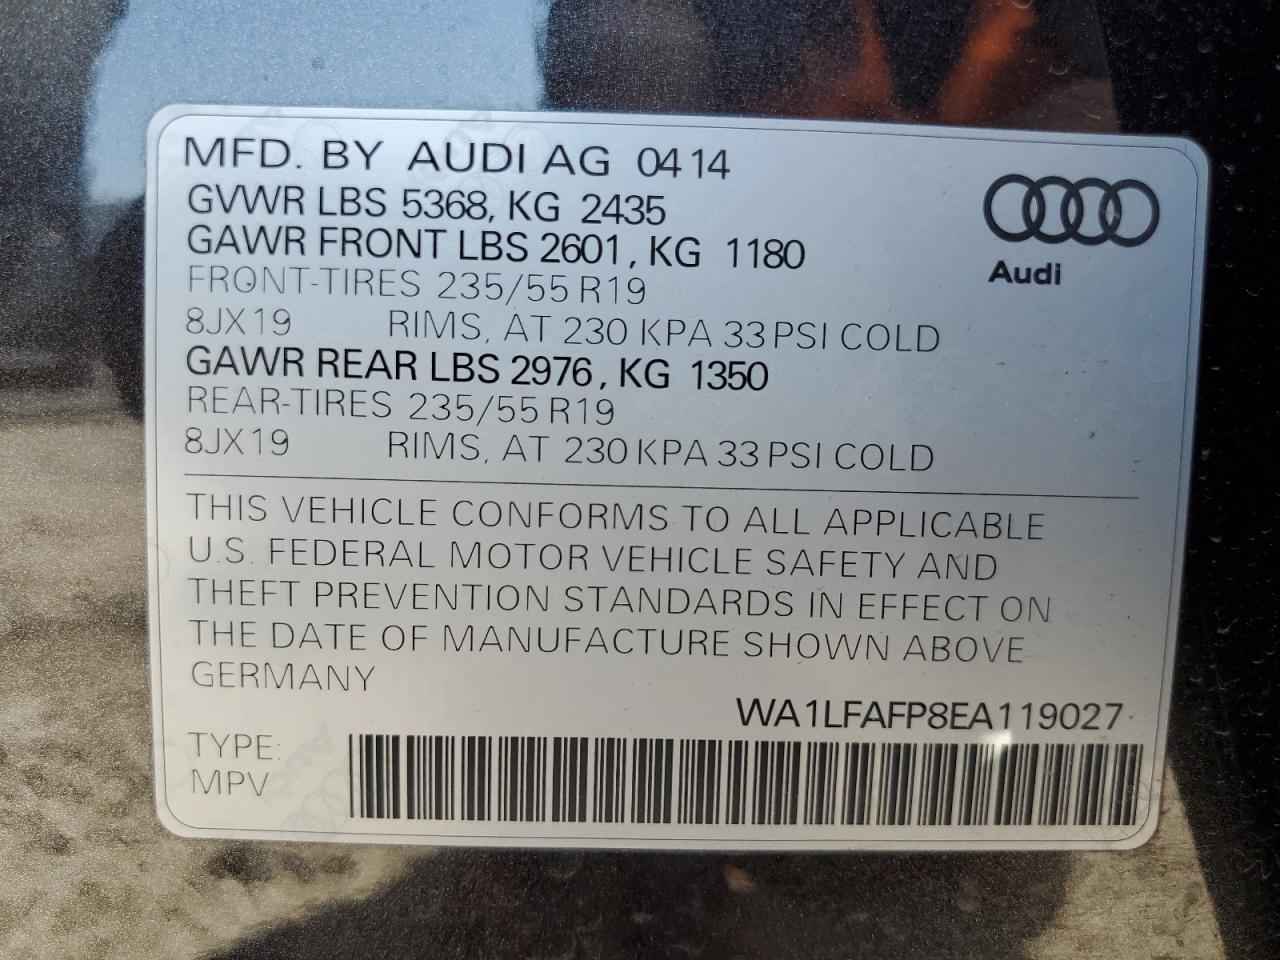 MFD. BY AUDI AG 0414
GVWR LBS 5368, KG 2435
GAWR FRONT LBS 2601, KG 1180
FRONT-TIRES 235/55 R19
8JX19 RIMS, AT 230 KPA 33 PSI COLD
GAWR REAR LBS 2976, KG 1350
REAR-TIRES 235/55 R19
8JX19 RIMS, AT 230 KPA 33 PSI COLD
Audi
THIS VEHICLE CONFORMS TO ALL APPLICABLE
U.S. FEDERAL MOTOR VEHICLE SAFETY AND
THEFT PREVENTION STANDARDS IN EFFECT ON
THE DATE OF MANUFACTURE SHOWN ABOVE
GERMANY
WA1LFAFP8EA119027
TYPE:
MPV